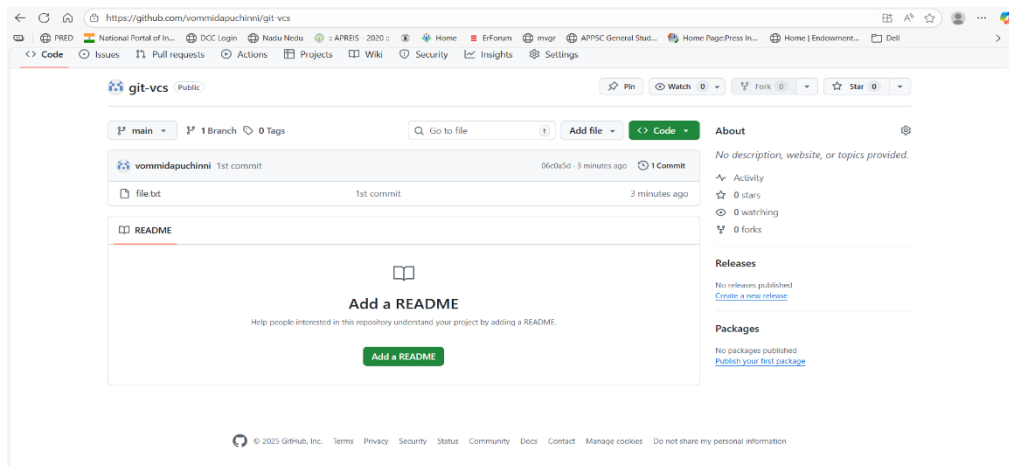 https://github.com/vommidapuchinni/git-vcs
PRED National Portal of In... DCC Login Nadu Nedu :: APREIS - 2020 :: Home ErForum mvgr APPSC General Stud... Home Page:Press In... Home | Endowment... Dell
<> Code Issues Pull requests Actions Projects Wiki Security Insights Settings
git-vcs Public Pin Watch 0 Fork 0 Star 0
main 1 Branch 0 Tags Go to file t Add file <> Code About
No description, website, or topics provided.
vommidapuchinni 1st commit 06c0a5d · 3 minutes ago 1 Commit
Activity
file.txt 1st commit 3 minutes ago 0 stars
0 watching
README 0 forks
Releases
No releases published
Create a new release
Add a README
Help people interested in this repository understand your project by adding a README.
Packages
Add a README
No packages published
Publish your first package
© 2025 GitHub, Inc. Terms Privacy Security Status Community Docs Contact Manage cookies Do not share my personal information